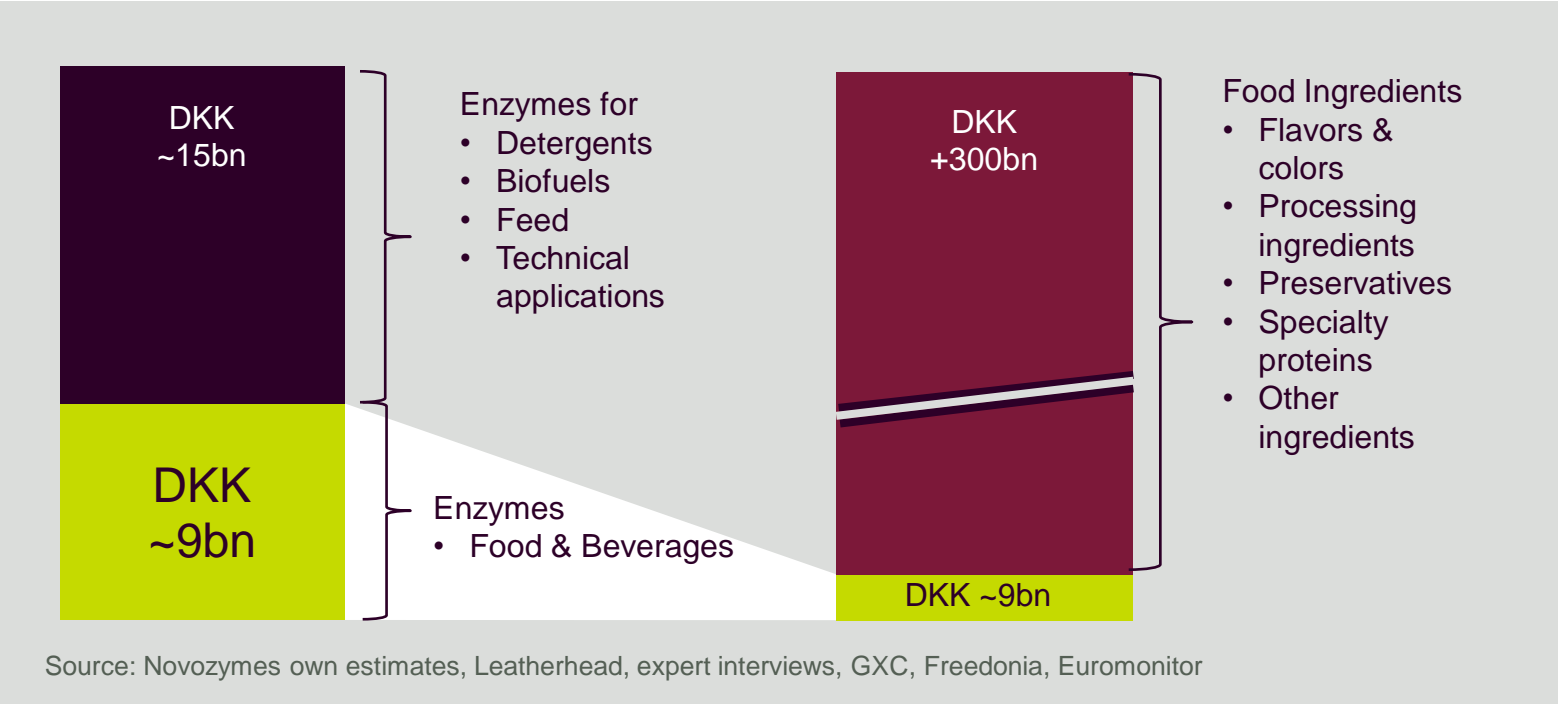 DKK
~15bn
Enzymes for
• Detergents
• Biofuels
• Feed
• Technical
applications
DKK
~9bn
Enzymes
• Food & Beverages
DKK
+300bn
DKK ~9bn
Food Ingredients
• Flavors &
colors
• Processing
ingredients
• Preservatives
• Specialty
proteins
• Other
ingredients
Source: Novozymes own estimates, Leatherhead, expert interviews, GXC, Freedonia, Euromonitor